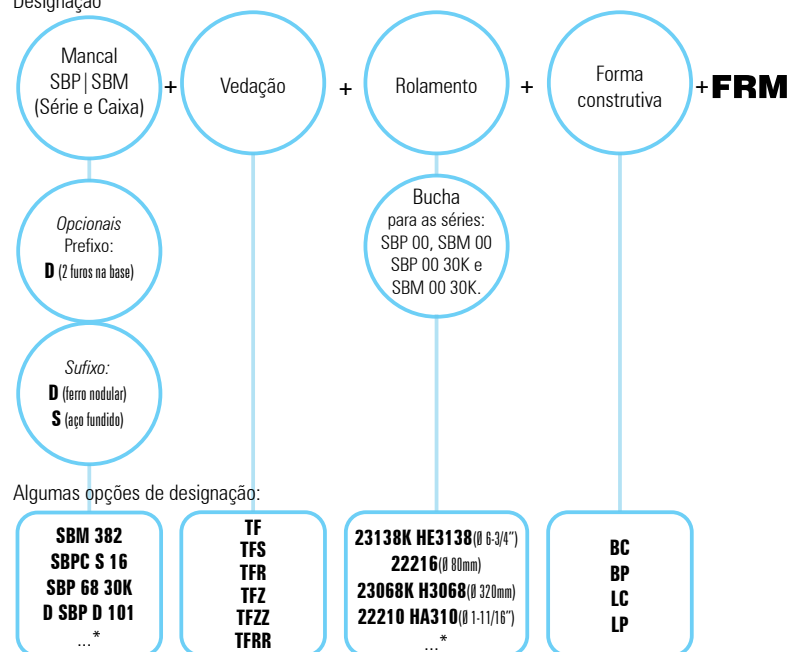 Designação
Mancal
SBP|SBM
(Série e Caixa)
+
Vedação
+
Rolamento
+
Forma
construtiva
+FRM
Opcionais
Prefixo:
D (2 furos na base)
Bucha
para as séries:
SBP 00, SBM 00
SBP 00 30K e
SBM 00 30K.
Sufixo:
D (ferro nodular)
S (aço fundido)
Algumas opções de designação:
SBM 382
SBPC S 16
SBP 68 30K
D SBP D 101
...*
TF
TFS
TFR
TFZ
TFZZ
TFRR
23138K HE3138(Ø 6-3/4")
22216(Ø 80mm)
23068K H3068(Ø 320mm)
22210 HA310(Ø 1-11/16")
...*
BC
BP
LC
LP